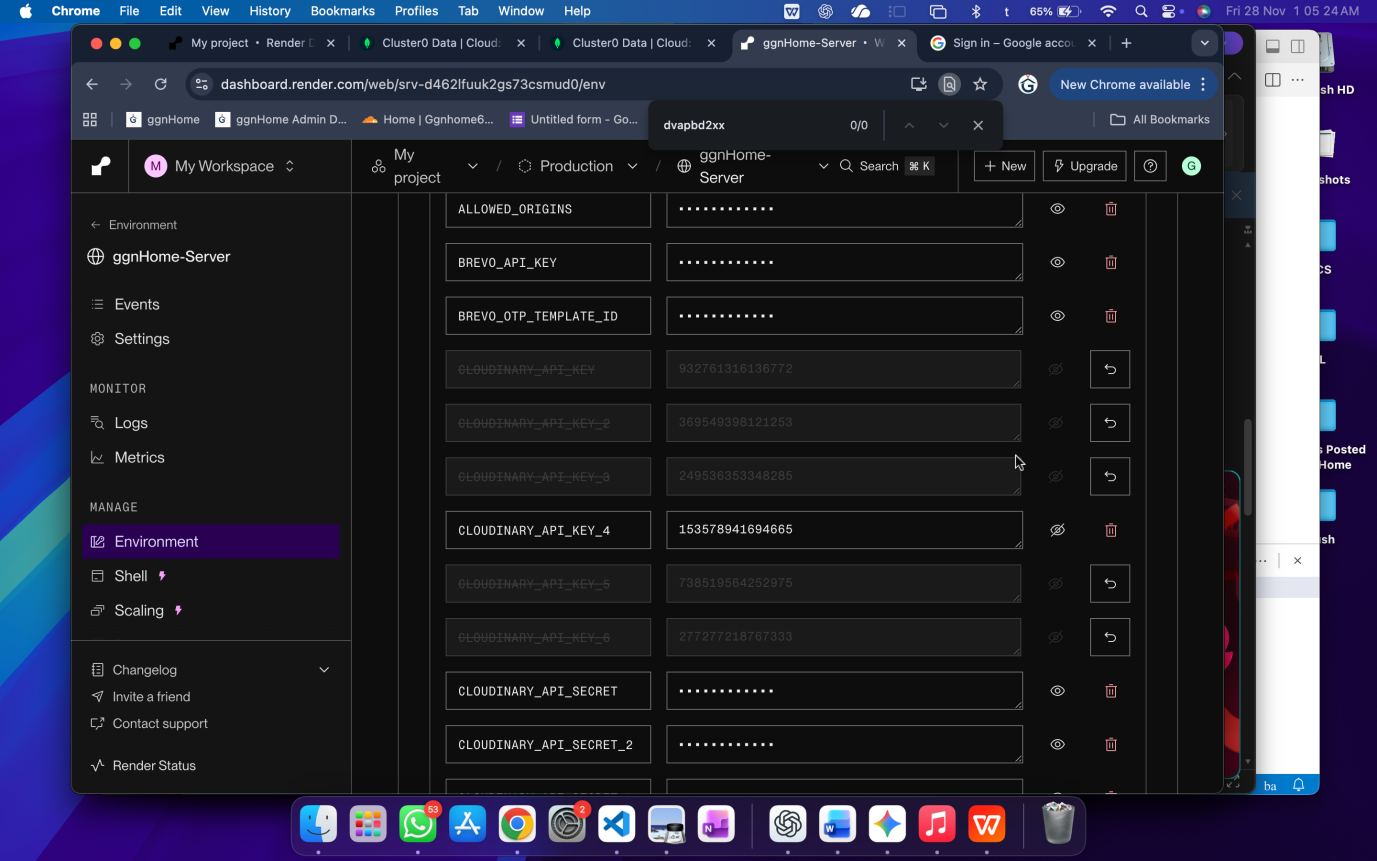 Chrome File Edit View History Bookmarks Profiles Tab Window Help
65% Fri 28 Nov 1 05 24 AM
My project • Render D
Cluster0 Data | Cloud:
Cluster0 Data | Cloud:
ggnHome-Server • W
Sign in – Google accou
dashboard.render.com/web/srv-d462lfuuk2gs73csmud0/env
New Chrome available
ggnHome
ggnHome Admin D...
Home | Ggnhome6...
Untitled form - Go...
All Bookmarks
dvapbd2xx 0/0
M My Workspace
My project / Production / ggnHome-Server
Search ⌘ K
+ New
Upgrade
G
← Environment
ggnHome-Server
Events
Settings
MONITOR
Logs
Metrics
MANAGE
Environment
Shell
Scaling
Changelog
Invite a friend
Contact support
Render Status
ALLOWED_ORIGINS ••••••••••••
BREVO_API_KEY ••••••••••••
BREVO_OTP_TEMPLATE_ID ••••••••••••
CLOUDINARY_API_KEY 932761316136772
CLOUDINARY_API_KEY_2 369549398121253
CLOUDINARY_API_KEY_3 249536353348285
CLOUDINARY_API_KEY_4 153578941694665
CLOUDINARY_API_KEY_5 738519564252975
CLOUDINARY_API_KEY_6 277277218767333
CLOUDINARY_API_SECRET ••••••••••••
CLOUDINARY_API_SECRET_2 ••••••••••••
sh HD
shots
CS
L
s Posted
Home
ush
ba
53
2